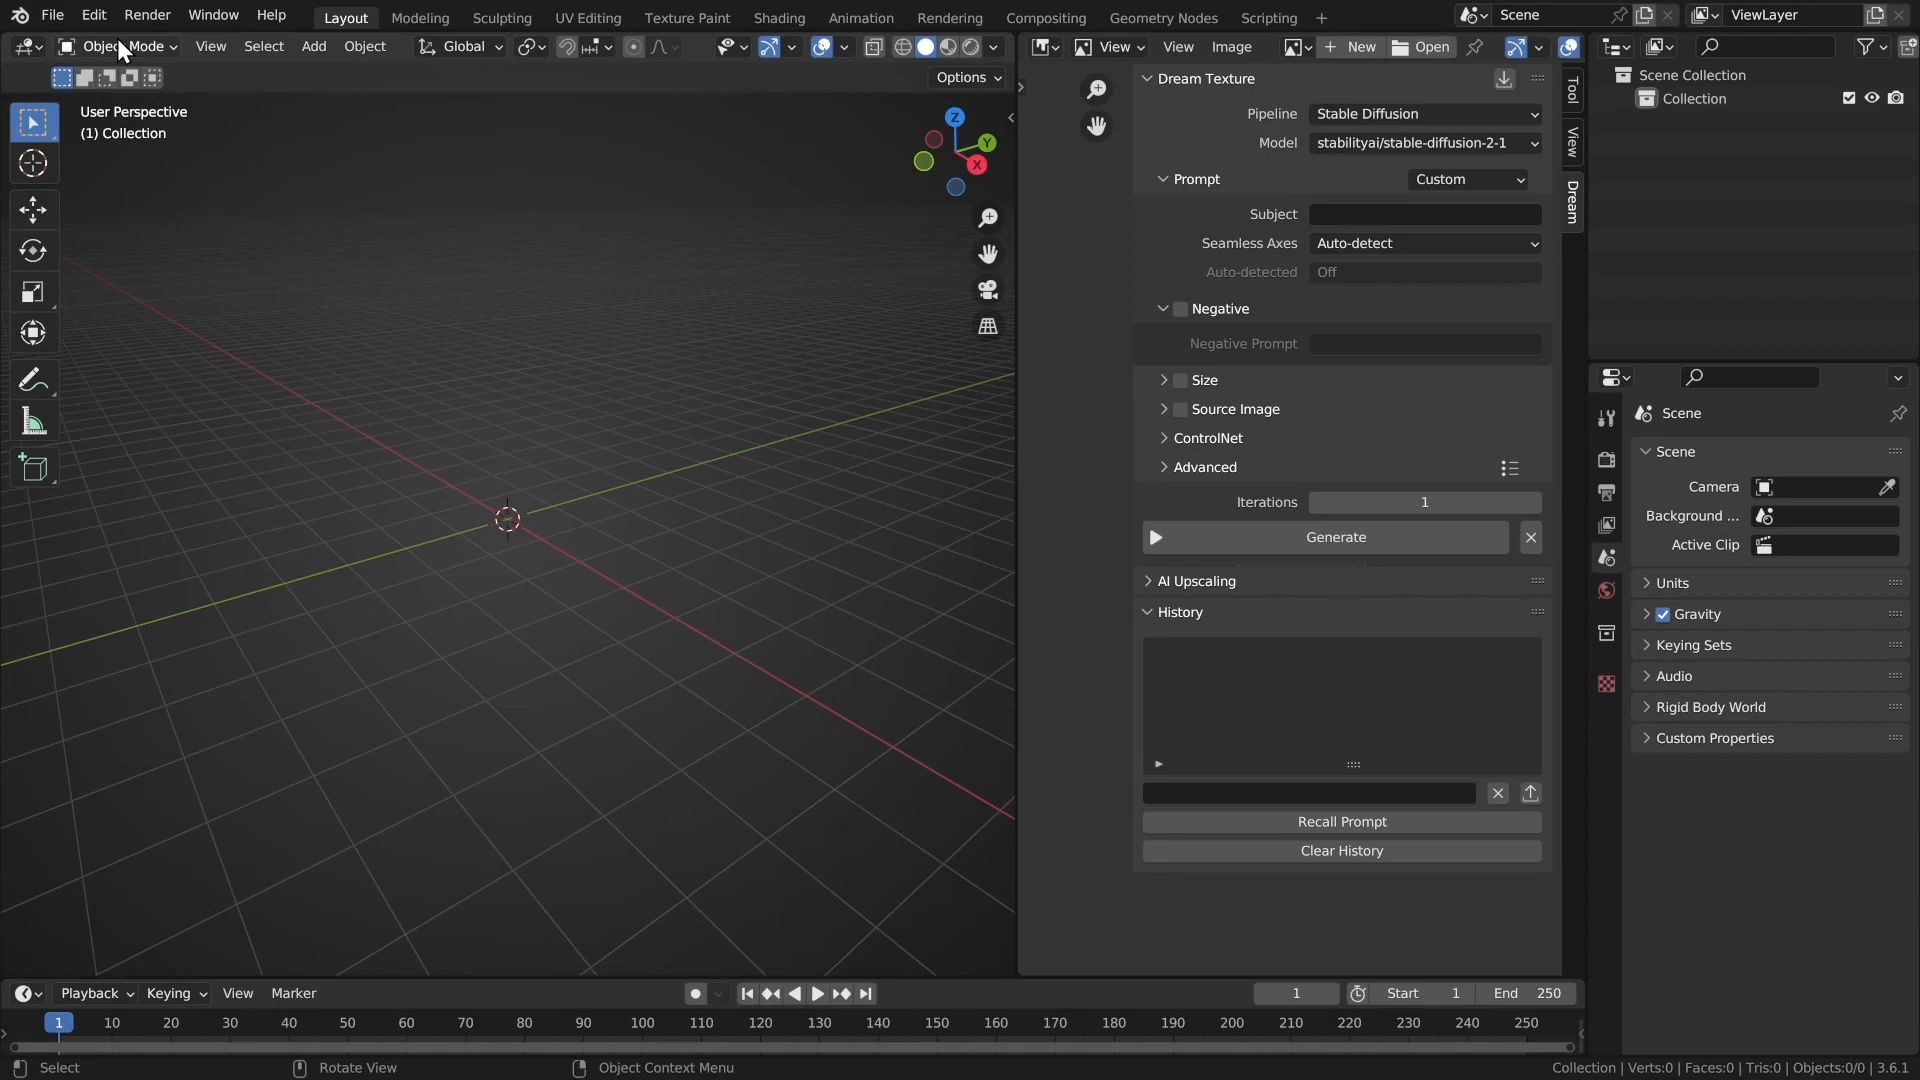 File Edit Render Window Help Layout Modeling Sculpting UV Editing Texture Paint Shading Animation Rendering Compositing Geometry Nodes Scripting + Scene ViewLayer
Object Mode View Select Add Object Global View View Image New Open
Options
User Perspective
(1) Collection
Z
Y
X
Dream Texture
Pipeline Stable Diffusion
Model stabilityai/stable-diffusion-2-1
Prompt Custom
Subject
Seamless Axes Auto-detect
Auto-detected Off
Negative
Negative Prompt
Size
Source Image
ControlNet
Advanced
Iterations 1
Generate
AI Upscaling
History
Recall Prompt
Clear History
Tool
View
Dream
Scene Collection
Collection
Scene
Scene
Camera
Background ...
Active Clip
Units
Gravity
Keying Sets
Audio
Rigid Body World
Custom Properties
Playback Keying View Marker 1 Start 1 End 250
1 10 20 30 40 50 60 70 80 90 100 110 120 130 140 150 160 170 180 190 200 210 220 230 240 250
Select Rotate View Object Context Menu Collection | Verts:0 | Faces:0 | Tris:0 | Objects:0/0 | 3.6.1